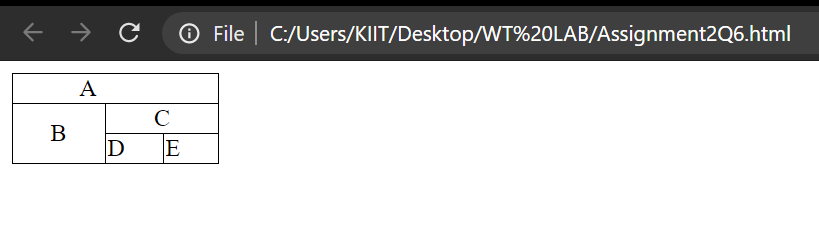 File C:/Users/KIIT/Desktop/WT%20LAB/Assignment2Q6.html
A
C
B
D E